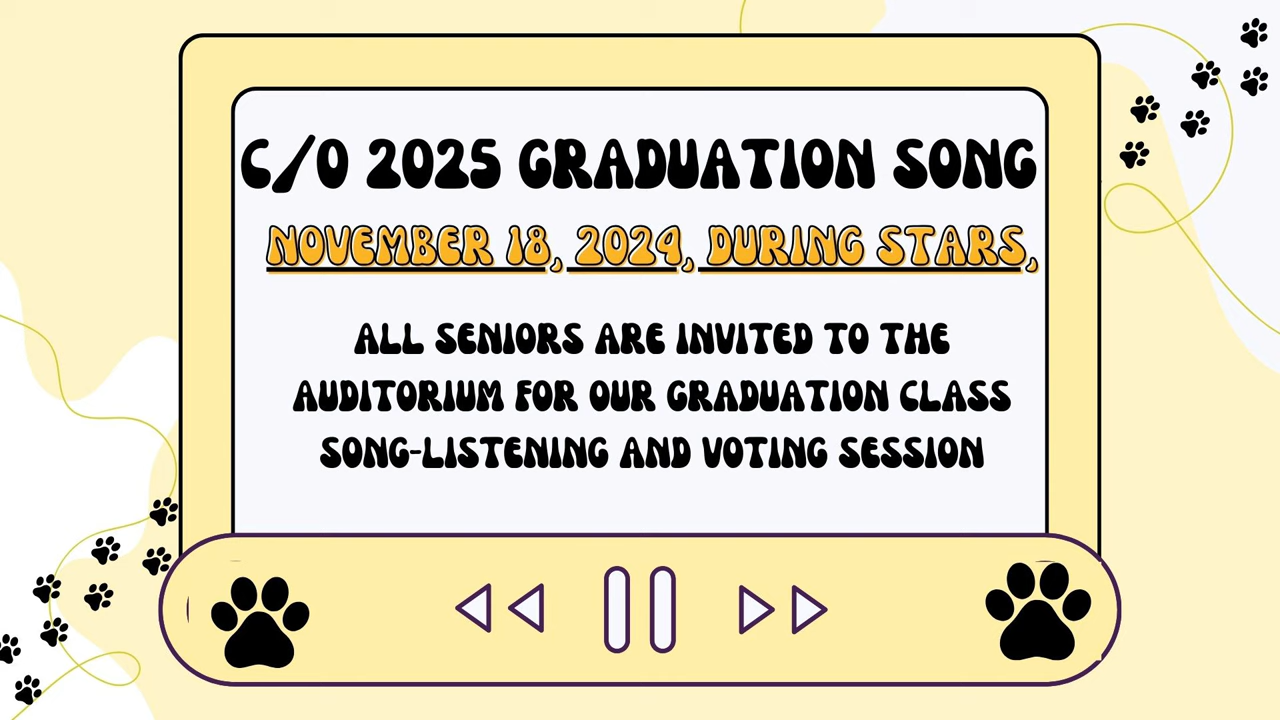 C/O 2025 GRADUATION SONG
NOVEMBER 18, 2024, DURING STARS,
ALL SENIORS ARE INVITED TO THE
AUDITORIUM FOR OUR GRADUATION CLASS
SONG-LISTENING AND VOTING SESSION